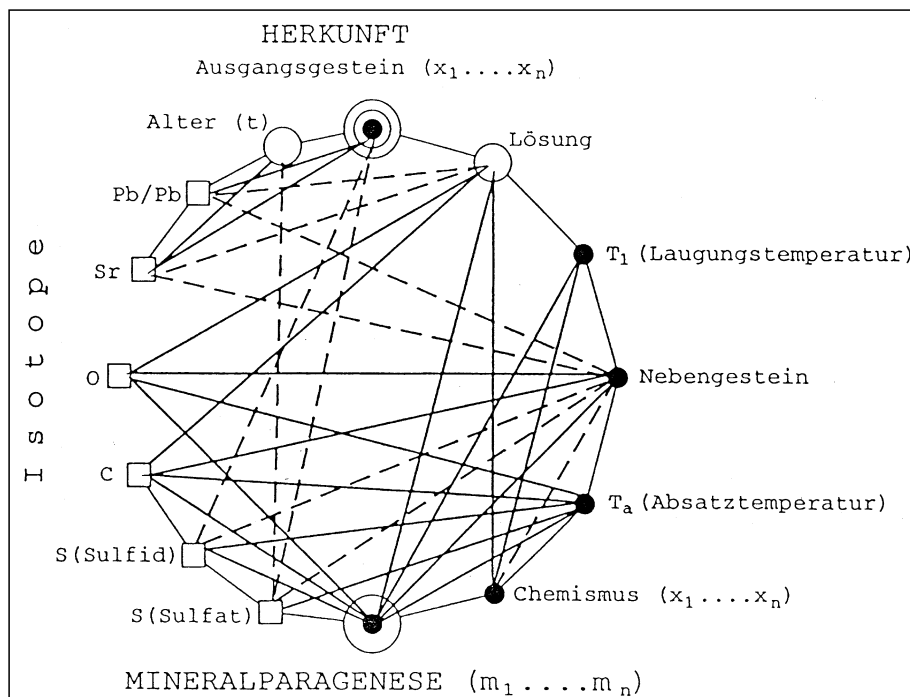 HERKUNFT
Ausgangsgestein (x₁....xₙ)
Alter (t)
Lösung
Pb/Pb
T₁ (Laugungstemperatur)
Sr
Isotope
O
Nebengestein
C
Tₐ (Absatztemperatur)
S(Sulfid)
Chemismus (x₁....xₙ)
S(Sulfat)
MINERALPARAGENESE (m₁....mₙ)